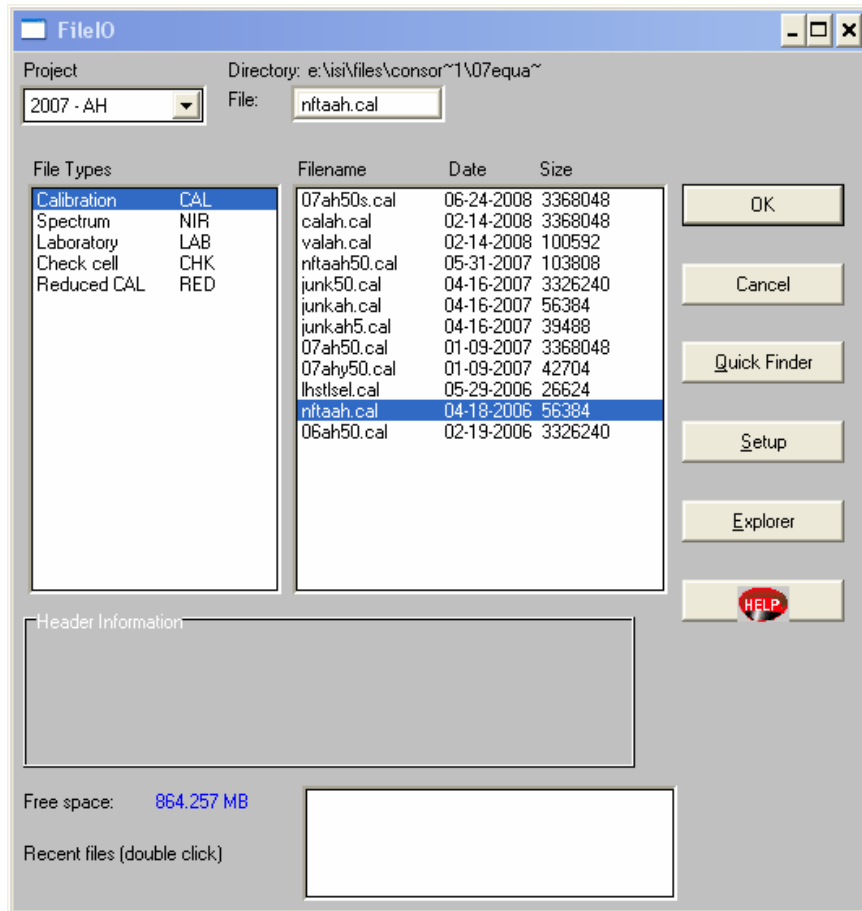 FileIO
Project
Directory: e:\isi\files\consor~1\07equa~
2007 - AH
File: nftaah.cal
File Types
Filename Date Size
Calibration CAL
Spectrum NIR
Laboratory LAB
Check cell CHK
Reduced CAL RED
07ah50s.cal 06-24-2008 3368048
calah.cal 02-14-2008 3368048
valah.cal 02-14-2008 100592
nftaah50.cal 05-31-2007 103808
junk50.cal 04-16-2007 3326240
junkah.cal 04-16-2007 56384
junkah5.cal 04-16-2007 39488
07ah50.cal 01-09-2007 3368048
07ahy50.cal 01-09-2007 42704
lhstlsel.cal 05-29-2006 26624
nftaah.cal 04-18-2006 56384
06ah50.cal 02-19-2006 3326240
OK
Cancel
Quick Finder
Setup
Explorer
HELP
Header Information
Free space: 864.257 MB
Recent files (double click)